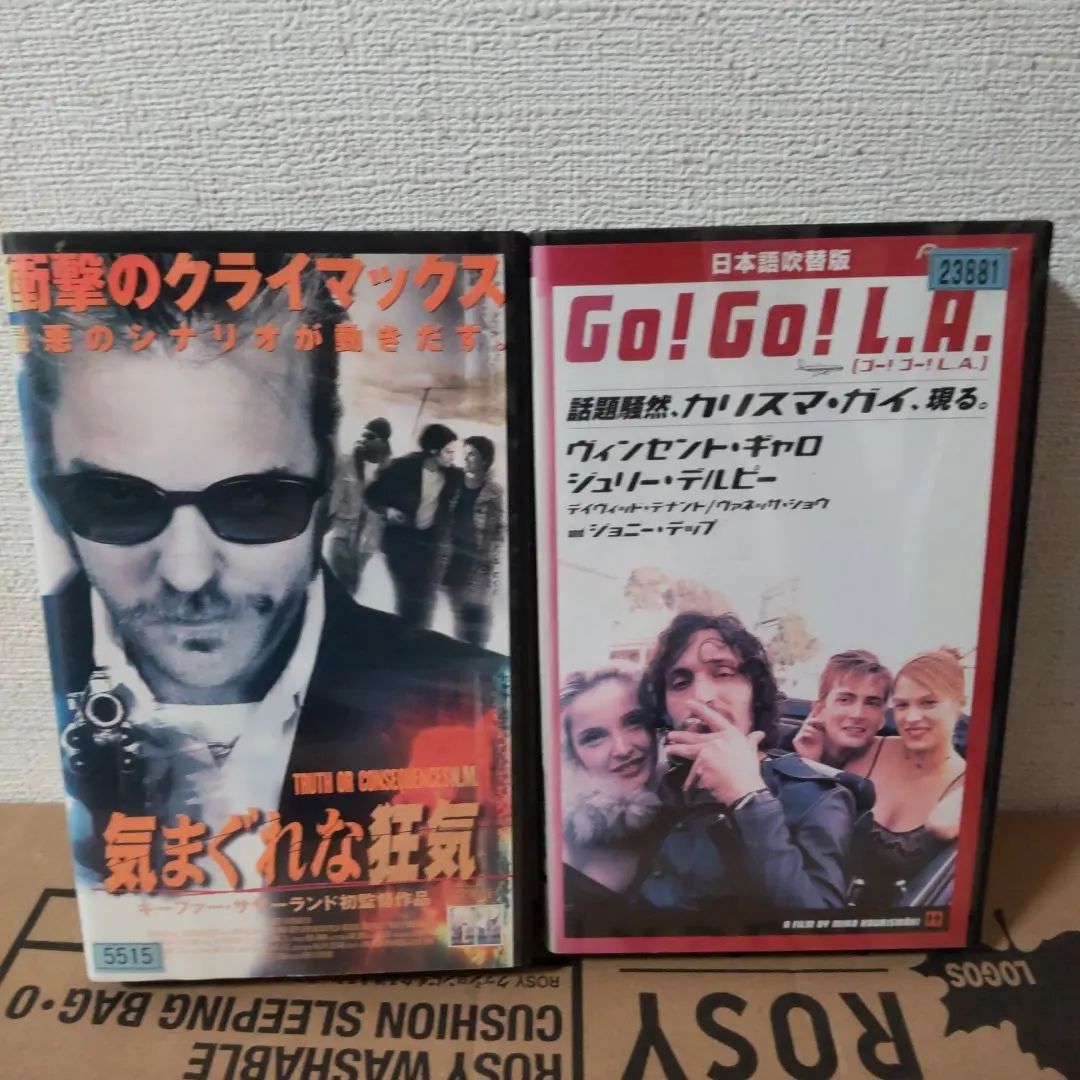 衝撃のクライマックス
悪のシナリオが動きだす。
TRUTH OR CONSEQUENCES N.M.
気まぐれな狂気
キーファー・サザーランド初監督作品
5515
日本語吹替版
23881
Go! Go! L.A.
[ゴー!ゴー!L.A.]
話題騒然、カリスマ・ガイ、現る。
ヴィンセント・ギャロ
ジュリー・デルピー
デイヴィッド・テナント/ヴァネッサ・ショウ
and ジョニー・デップ
A FILM BY MIKA KAURISMÄKI
LOGOS
ROSY
ROSY WASHABLE
CUSHION SLEEPING BAG・0